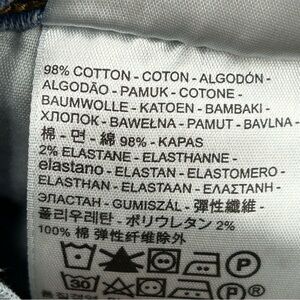 98% COTTON - COTON - ALGODÓN -
ALGODÃO - PAMUK - COTONE -
BAUMWOLLE - KATOEN - BAMBAKI -
ХЛОПОК - BAWEŁNA - PAMUT - BAVLNA -
棉 - 면 - 綿 98% - KAPAS
2% ELASTANE - ELASTHANNE -
elastano - ELASTAN - ELASTOMERO -
ELASTHAN - ELASTAAN - ΕΛΑΣΤΑΝΗ -
ЭЛАСТАН - GUMISZÁL - 彈性纖維 -
폴리우레탄 - ポリウレタン 2%
100% 棉 弹性纤维除外
P
30
P